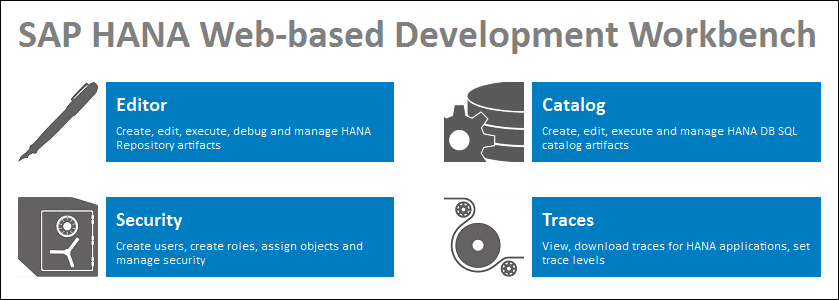 SAP HANA Web-based Development Workbench
Editor
Create, edit, execute, debug and manage HANA
Repository artifacts
Catalog
Create, edit, execute and manage HANA DB SQL
catalog artifacts
Security
Create users, create roles, assign objects and
manage security
Traces
View, download traces for HANA applications, set
trace levels